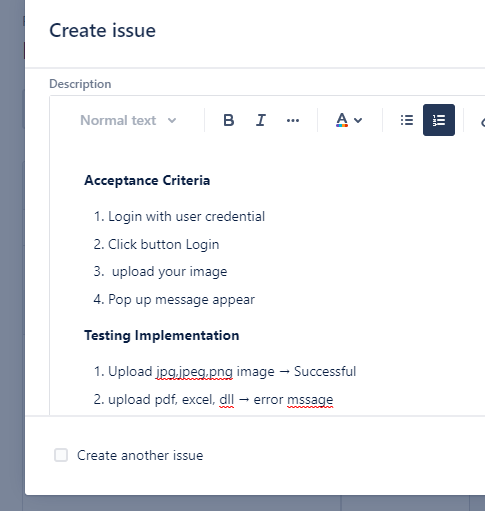 Create issue
Description
Normal text
B I ... A
Acceptance Criteria
1. Login with user credential
2. Click button Login
3. upload your image
4. Pop up message appear
Testing Implementation
1. Upload jpg,jpeg,png image → Successful
2. upload pdf, excel, dll → error mssage
Create another issue